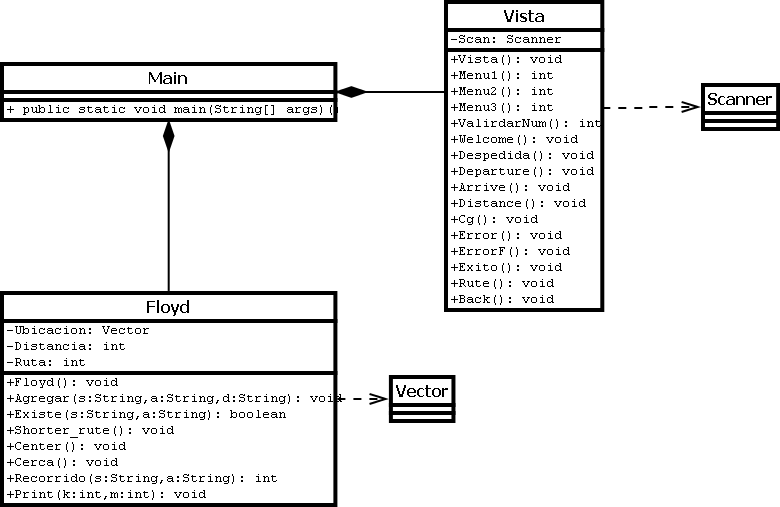 Main
+ public static void main(String[] args)()
Vista
-Scan: Scanner
+Vista(): void
+Menu1(): int
+Menu2(): int
+Menu3(): int
+ValirdarNum(): int
+Welcome(): void
+Despedida(): void
+Departure(): void
+Arrive(): void
+Distance(): void
+Cg(): void
+Error(): void
+ErrorF(): void
+Exito(): void
+Rute(): void
+Back(): void
Scanner
Floyd
-Ubicacion: Vector
-Distancia: int
-Ruta: int
+Floyd(): void
+Agregar(s:String,a:String,d:String): void
+Existe(s:String,a:String): boolean
+Shorter_rute(): void
+Center(): void
+Cerca(): void
+Recorrido(s:String,a:String): int
+Print(k:int,m:int): void
Vector